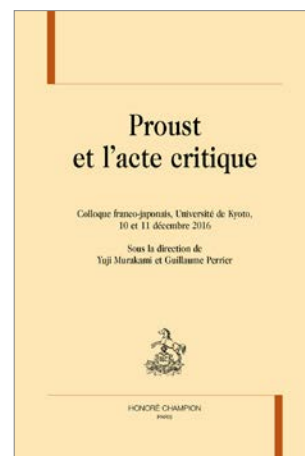 Proust
et l'acte critique
Colloque franco-japonais, Université de Kyoto,
10 et 11 décembre 2016
Sous la direction de
Yuji Murakami et Guillaume Perrier
HONORÉ CHAMPION
PARIS